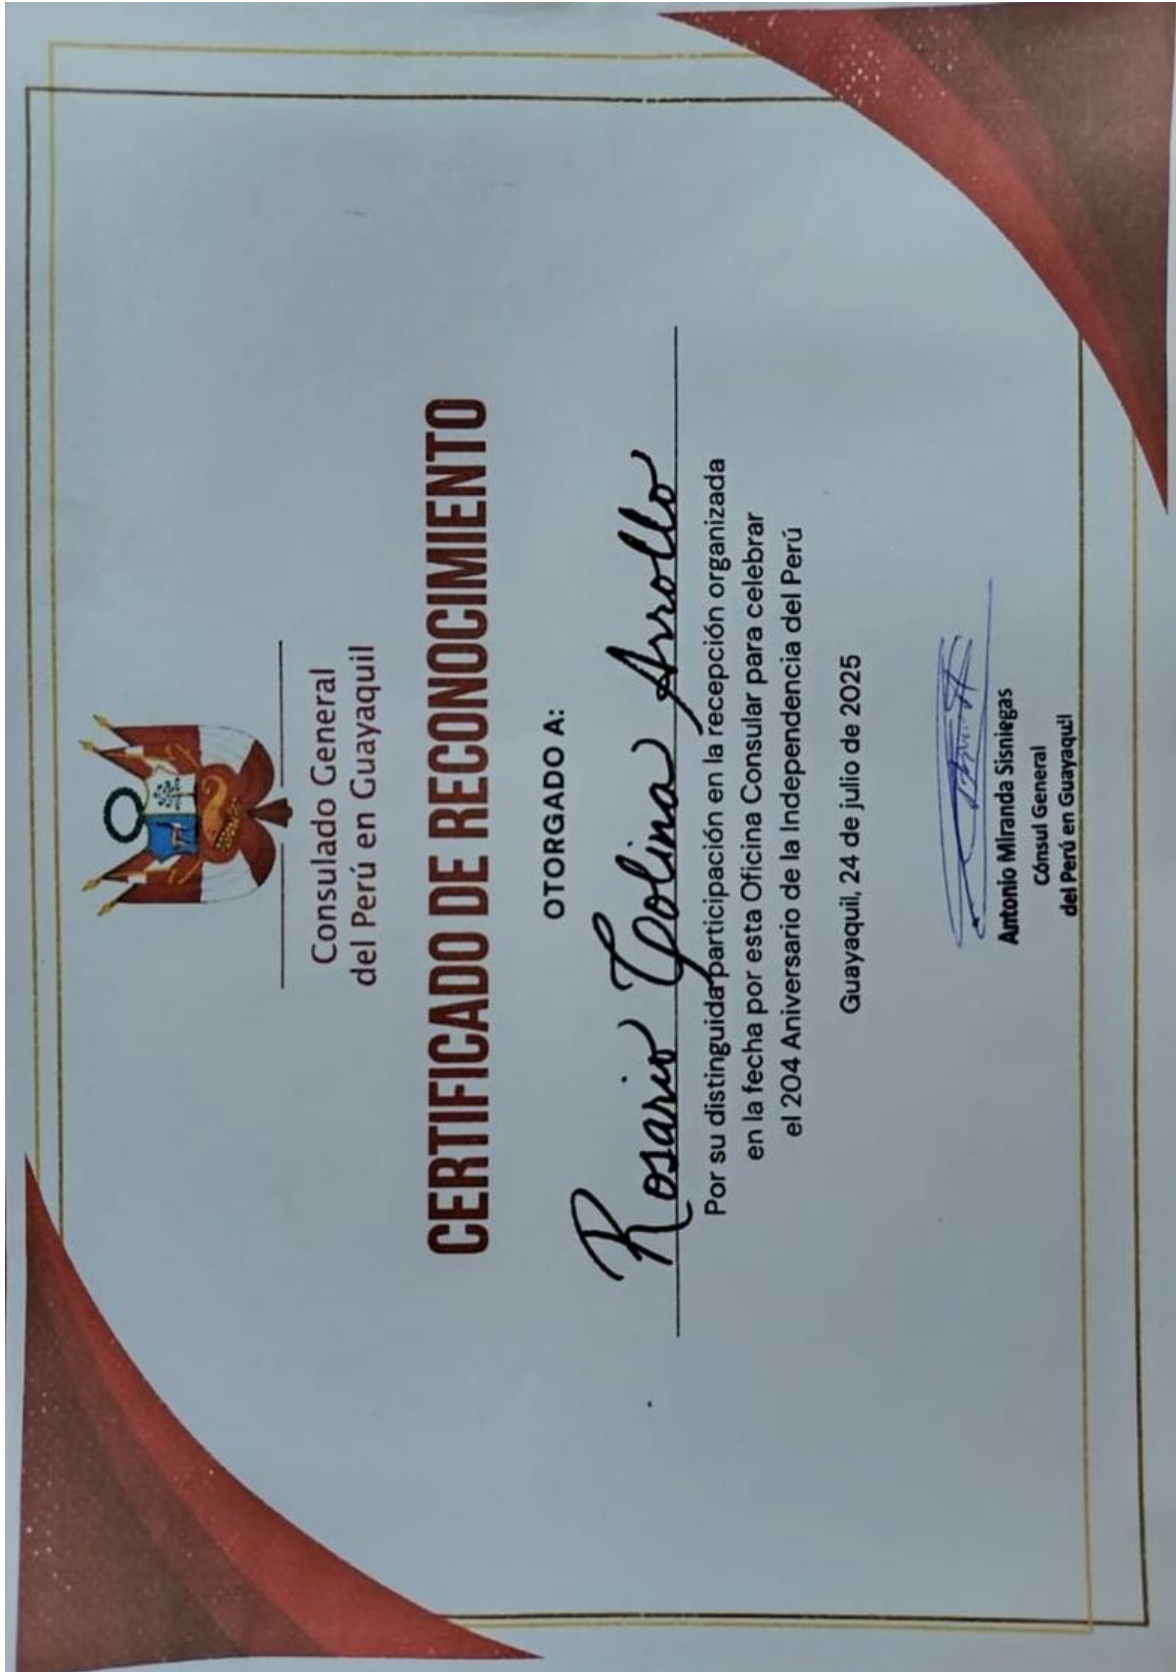 Consulado General
del Perú en Guayaquil
CERTIFICADO DE RECONOCIMIENTO
OTORGADO A:
Rosario Colina Arrollo
Por su distinguida participación en la recepción organizada
en la fecha por esta Oficina Consular para celebrar
el 204 Aniversario de la Independencia del Perú
Guayaquil, 24 de julio de 2025
Antonio Miranda Sisniegas
Cónsul General
del Perú en Guayaquil